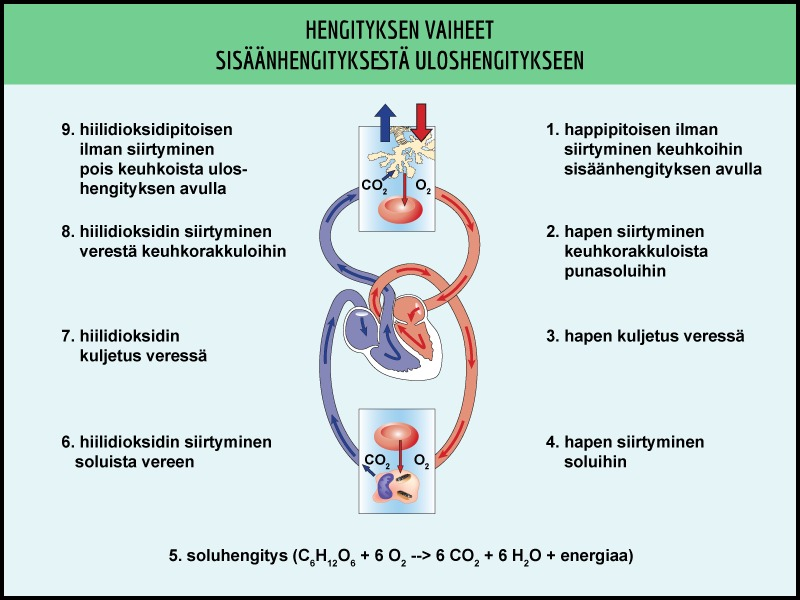 HENGITYKSEN VAIHEET
SISÄÄNHENGITYKSESTÄ ULOSHENGITYKSEEN
1. happipitoisen ilman
siirtyminen keuhkoihin
sisäänhengityksen avulla
2. hapen siirtyminen
keuhkorakkuloista
punasoluihin
3. hapen kuljetus veressä
4. hapen siirtyminen
soluihin
5. soluhengitys (C₆H₁₂O₆ + 6 O₂ --> 6 CO₂ + 6 H₂O + energiaa)
6. hiilidioksidin siirtyminen
soluista vereen
7. hiilidioksidin
kuljetus veressä
8. hiilidioksidin siirtyminen
verestä keuhkorakkuloihin
9. hiilidioksidipitoisen
ilman siirtyminen
pois keuhkoista ulos-
hengityksen avulla
CO₂ O₂
CO₂ O₂